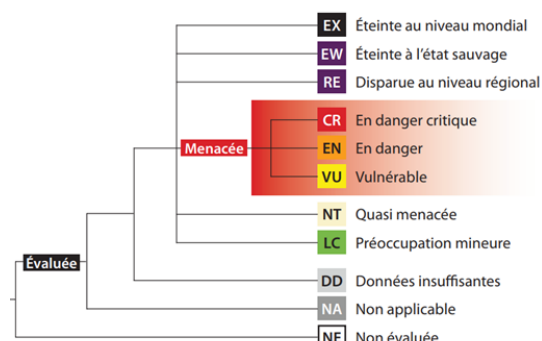 EX Éteinte au niveau mondial
EW Éteinte à l'état sauvage
RE Disparue au niveau régional
CR En danger critique
Menacée EN En danger
VU Vulnérable
NT Quasi menacée
LC Préoccupation mineure
Évaluée
DD Données insuffisantes
NA Non applicable
NE Non évaluée